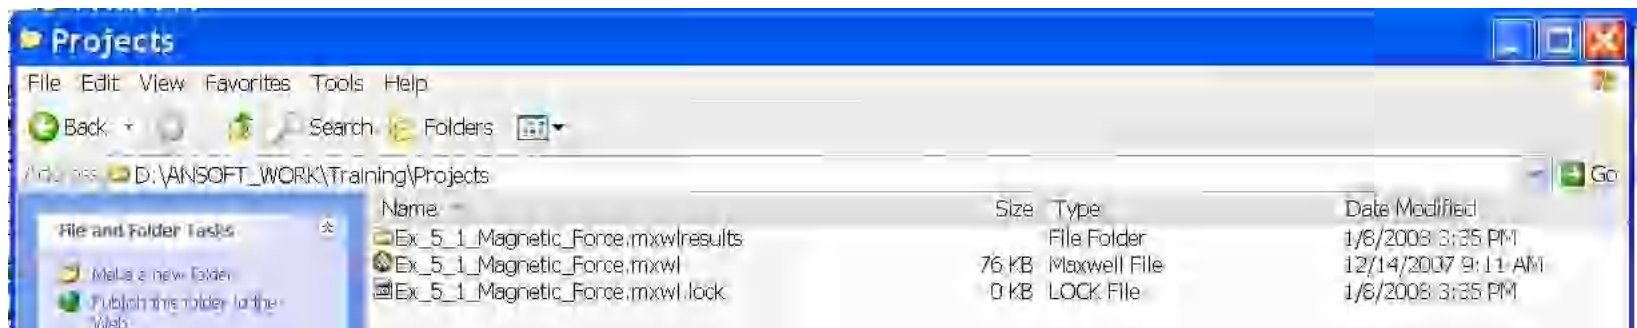 Projects
File Edit View Favorites Tools Help
Back Search Folders
Address D:\ANSOFT_WORK\Training\Projects Go
Name Size Type Date Modified
File and Folder Tasks
Ex_5_1_Magnetic_Force.mxwlresults File Folder 1/8/2008 3:35 PM
Make a new folder
Ex_5_1_Magnetic_Force.mxwl 76 KB Maxwell File 12/14/2007 9:11 AM
Publish this folder to the
Web
Ex_5_1_Magnetic_Force.mxwl.lock 0 KB LOCK File 1/8/2008 3:35 PM